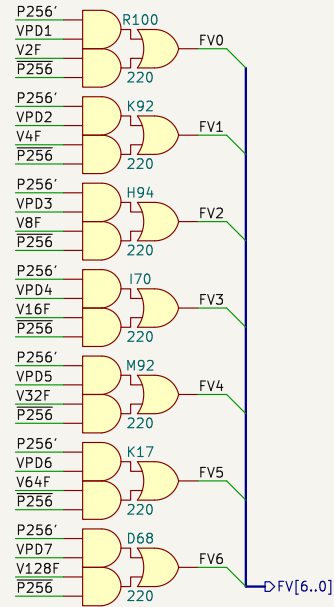 P256′ R100
VPD1
V2F FV0
P256
220
P256′ K92
VPD2
V4F FV1
P256
220
P256′ H94
VPD3
V8F FV2
P256
220
P256′ I70
VPD4
V16F FV3
P256
220
P256′ M92
VPD5
V32F FV4
P256
220
P256′ K17
VPD6
V64F FV5
P256
220
P256′ D68
VPD7
V128F FV6
P256
220
FV[6..0]